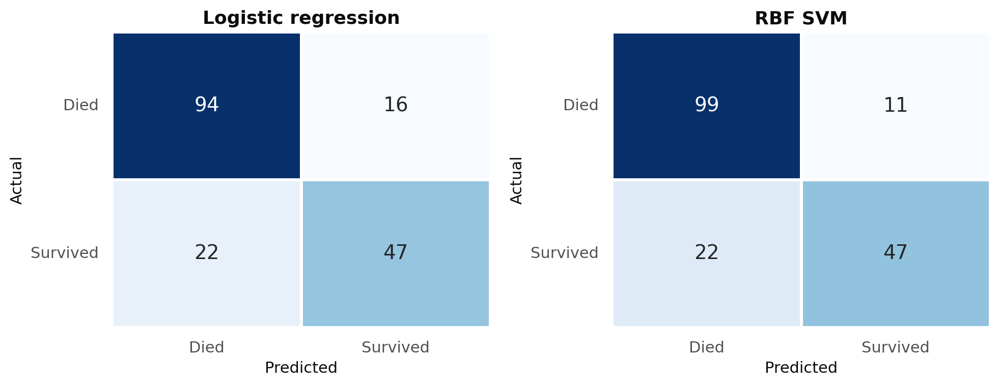 Logistic regression
Actual
Died
94
16
Survived
22
47
Died
Survived
Predicted
RBF SVM
Actual
Died
99
11
Survived
22
47
Died
Survived
Predicted